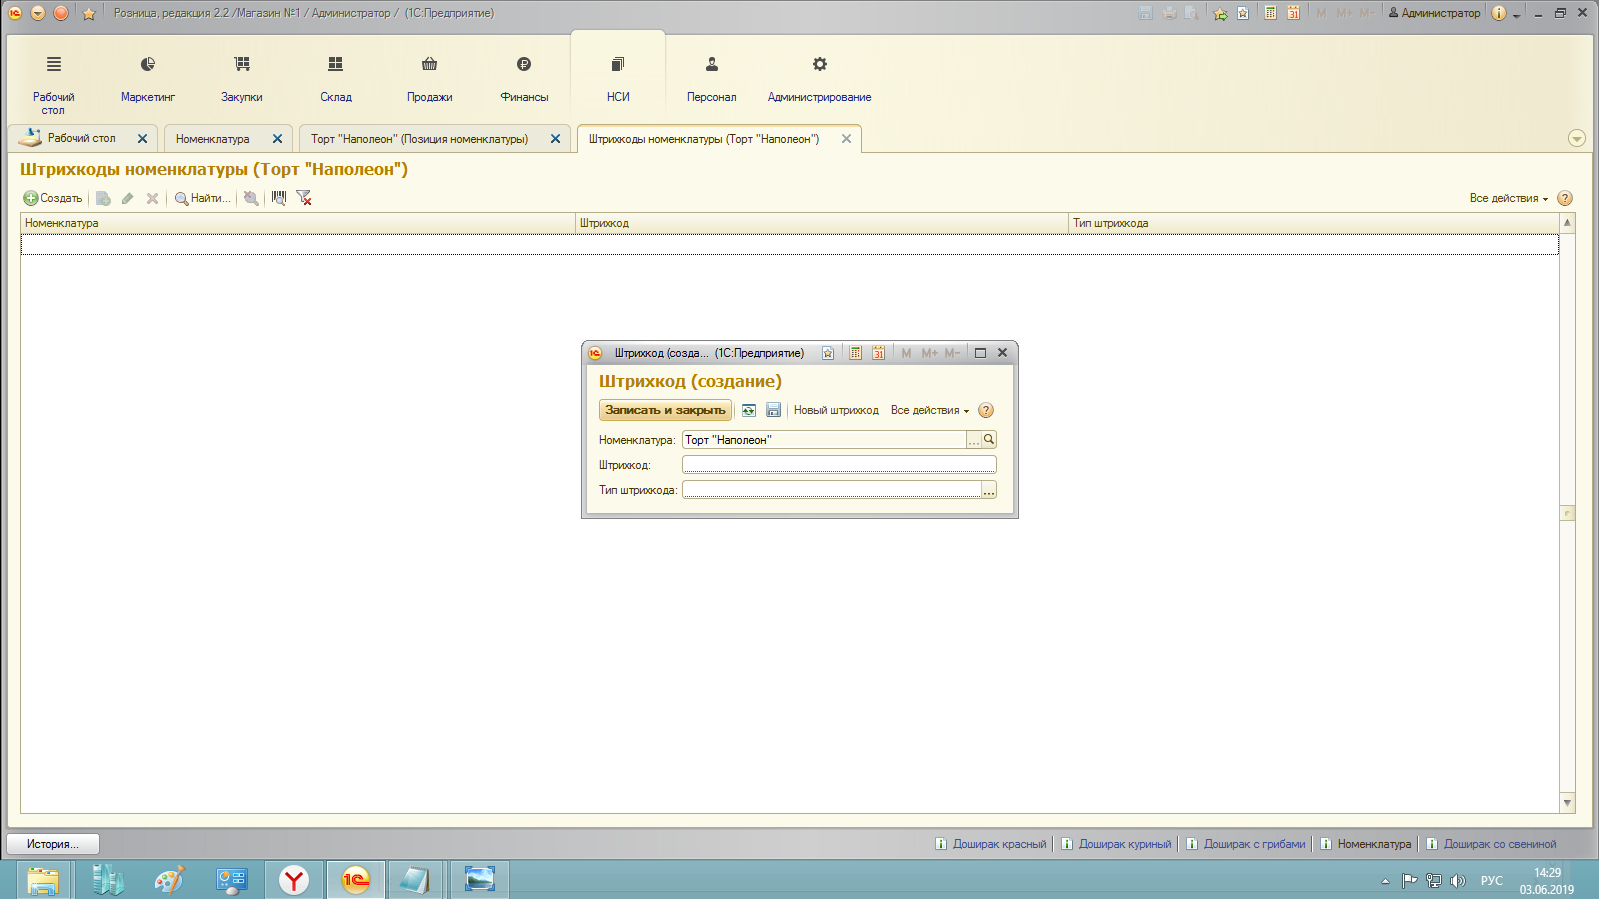 Розница, редакция 2.2 /Магазин №1 / Администратор / (1С:Предприятие)
M M+ M- Администратор
Рабочий стол
Маркетинг
Закупки
Склад
Продажи
Финансы
НСИ
Персонал
Администрирование
Рабочий стол
Номенклатура
Торт "Наполеон" (Позиция номенклатуры)
Штрихкоды номенклатуры (Торт "Наполеон")
Штрихкоды номенклатуры (Торт "Наполеон")
Создать
Найти...
Все действия
Номенклатура
Штрихкод
Тип штрихкода
Штрихкод (созда... (1С:Предприятие)
31 M M+ M-
Штрихкод (создание)
Записать и закрыть
Новый штрихкод
Все действия
Номенклатура: Торт "Наполеон"
Штрихкод:
Тип штрихкода:
История...
Доширак красный
Доширак куриный
Доширак с грибами
Номенклатура
Доширак со свениной
РУС
14:29
03.06.2019